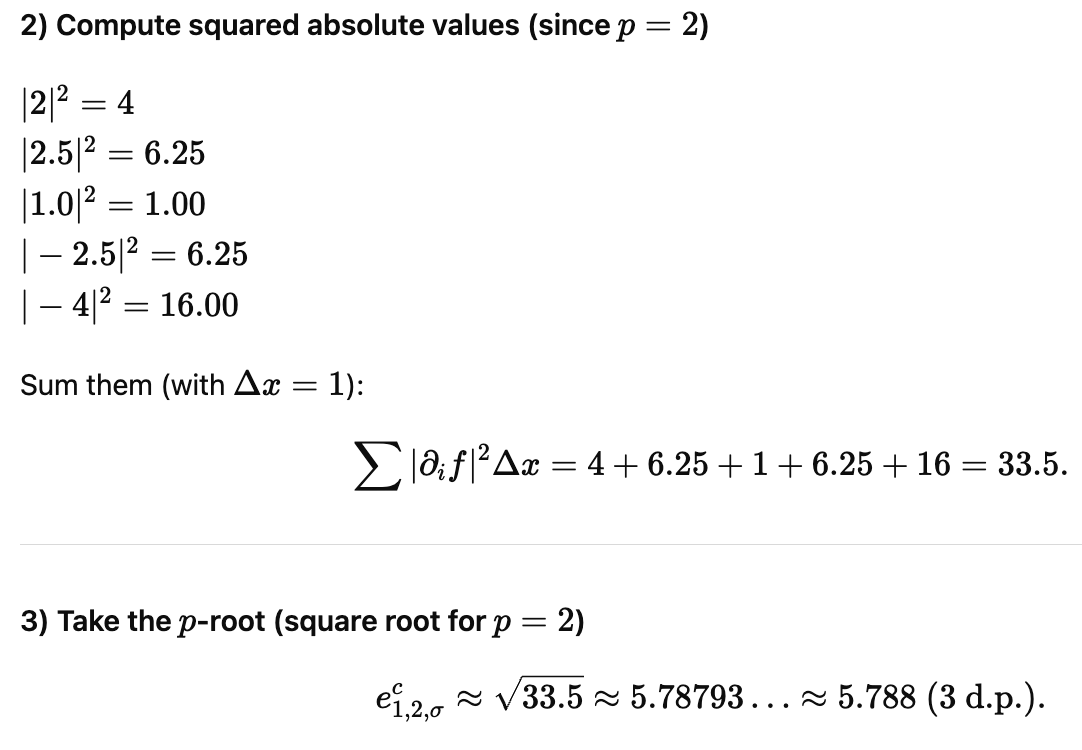 2) Compute squared absolute values (since p = 2)
|2|² = 4
|2.5|² = 6.25
|1.0|² = 1.00
| − 2.5|² = 6.25
| − 4|² = 16.00
Sum them (with Δx = 1):
∑ |∂ᵢf|²Δx = 4 + 6.25 + 1 + 6.25 + 16 = 33.5.
3) Take the p-root (square root for p = 2)
e^c_{1,2,σ} ≈ √33.5 ≈ 5.78793… ≈ 5.788 (3 d.p.).